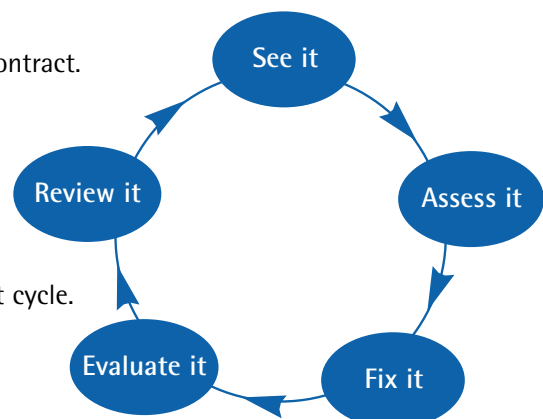 See it
ontract.
Review it
Assess it
t cycle.
Evaluate it
Fix it